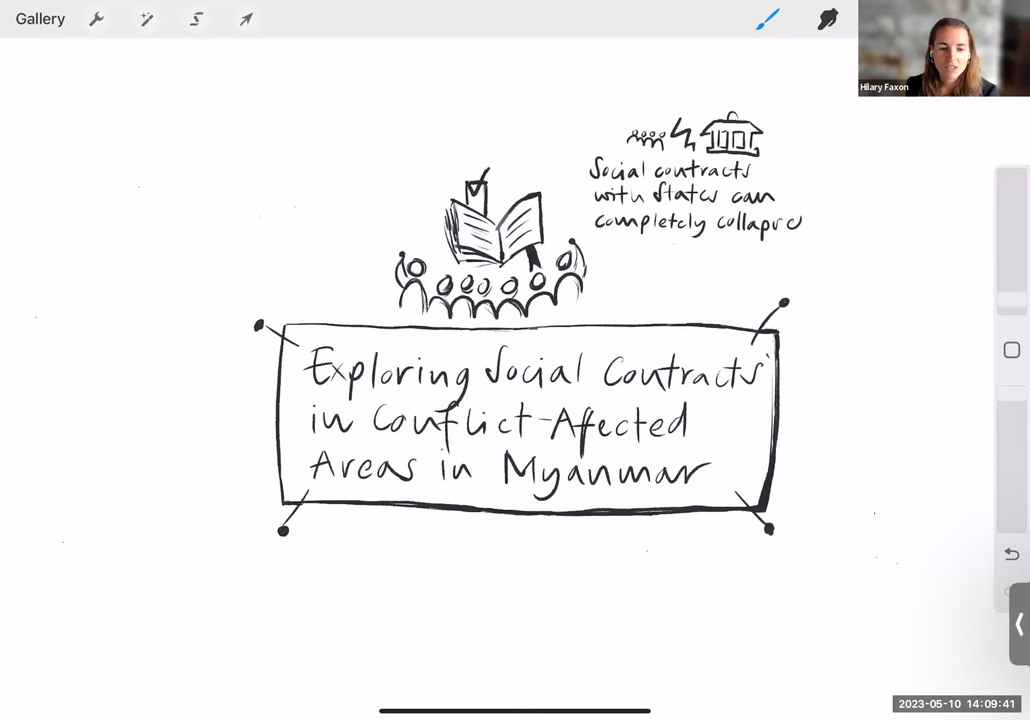 Gallery
Hilary Faxon
Social contracts
with States can
completely collapse
Exploring Social Contracts
in Conflict-Affected
Areas in Myanmar
2023-05-10 14:09:41